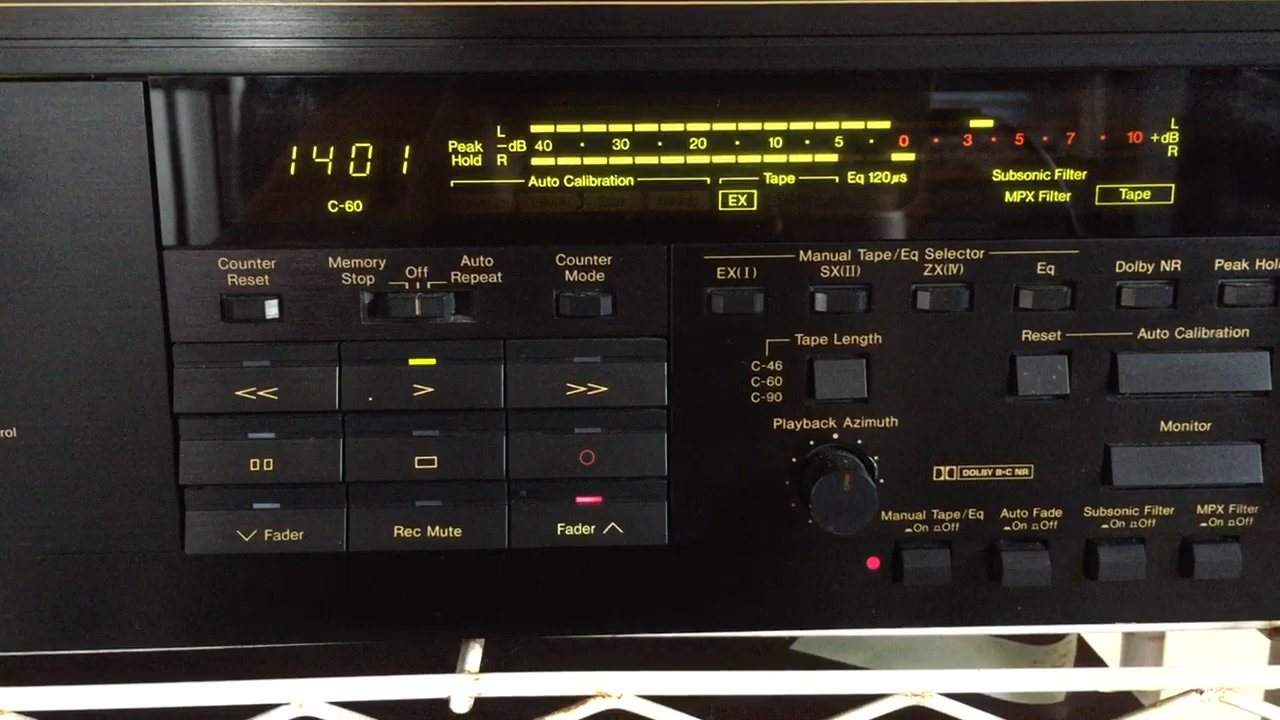 1401
C-60
Peak Hold
L
-dB 40 · 30 · 20 · 10 · 5 · 0 · 3 · 5 · 7 · 10 +dB
R
L
R
Auto Calibration
Tape
Eq 120μs
EX
Subsonic Filter
MPX Filter
Tape
Counter Reset
Memory Stop
Off
Auto Repeat
Counter Mode
Manual Tape/Eq Selector
EX(I)
SX(II)
ZX(IV)
Eq
Dolby NR
Peak Hol
<<
>
>>
Tape Length
C-46
C-60
C-90
Reset
Auto Calibration
rol
Playback Azimuth
Monitor
DOLBY B·C NR
Fader
Rec Mute
Fader
Manual Tape/Eq
On Off
Auto Fade
On Off
Subsonic Filter
On Off
MPX Filter
On Off